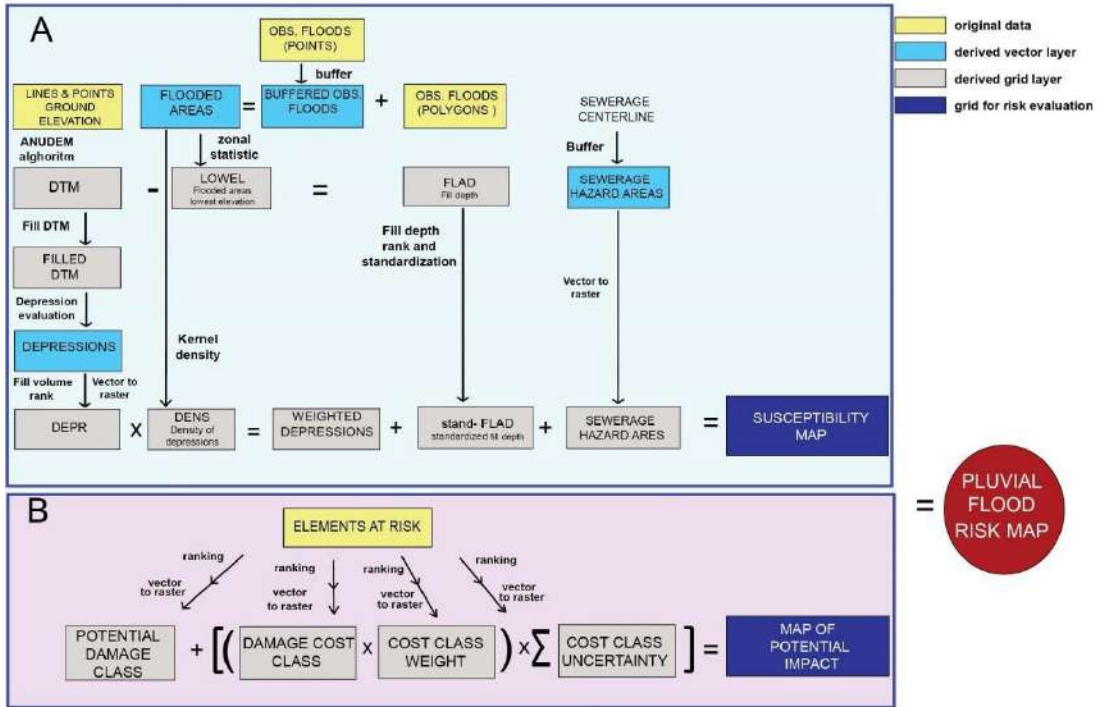 A
OBS. FLOODS
(POINTS)
buffer
LINES & POINTS
GROUND
ELEVATION
FLOODED
AREAS
=
BUFFERED OBS.
FLOODS
+
OBS. FLOODS
(POLYGONS )
SEWERAGE
CENTERLINE
ANUDEM
alghoritm
zonal
statistic
Buffer
DTM
-
LOWEL
Flooded areas
lowest elevation
=
FLAD
Fill depth
SEWERAGE
HAZARD AREAS
Fill DTM
Fill depth
rank and
standardization
FILLED
DTM
Depression
evaluation
Vector to
raster
DEPRESSIONS
Kernel
density
Fill volume
rank
Vector to
raster
DEPR
X
DENS
Density of
depressions
=
WEIGHTED
DEPRESSIONS
+
stand- FLAD
standardized fill depth
+
SEWERAGE
HAZARD ARES
=
SUSCEPTIBILITY
MAP
original data
derived vector layer
derived grid layer
grid for risk evaluation
=
PLUVIAL
FLOOD
RISK MAP
B
ELEMENTS AT RISK
ranking
vector
to raster
ranking
vector
to raster
ranking
vector
to raster
ranking
vector
to raster
POTENTIAL
DAMAGE
CLASS
+
[(
DAMAGE COST
CLASS
x
COST CLASS
WEIGHT
)
x
Σ
COST CLASS
UNCERTAINTY
]
=
MAP OF
POTENTIAL
IMPACT